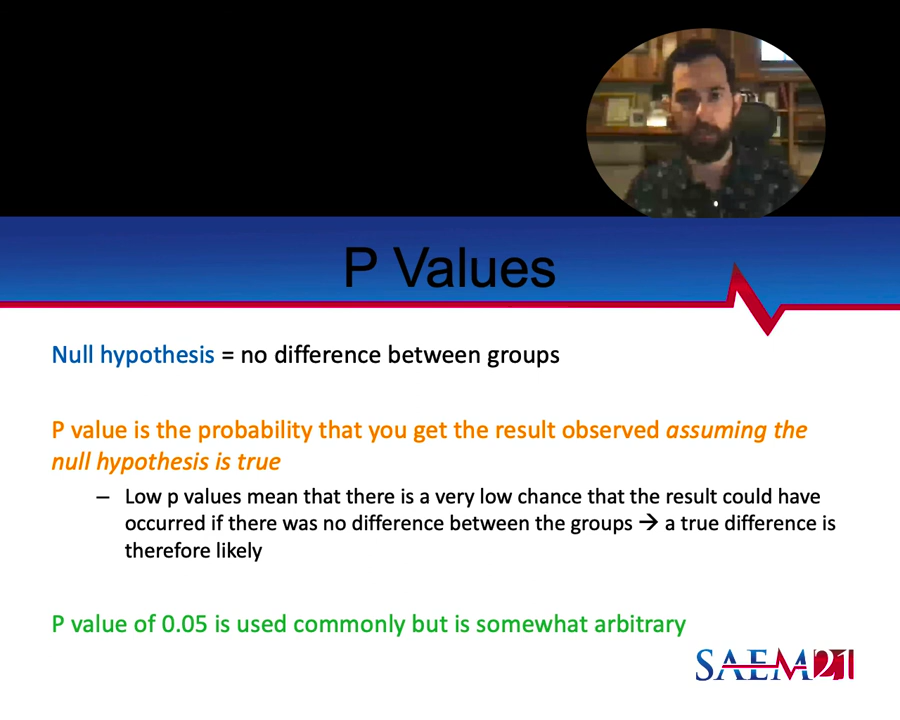 P Values
Null hypothesis = no difference between groups
P value is the probability that you get the result observed assuming the
null hypothesis is true
– Low p values mean that there is a very low chance that the result could have
occurred if there was no difference between the groups → a true difference is
therefore likely
P value of 0.05 is used commonly but is somewhat arbitrary
SAEM21